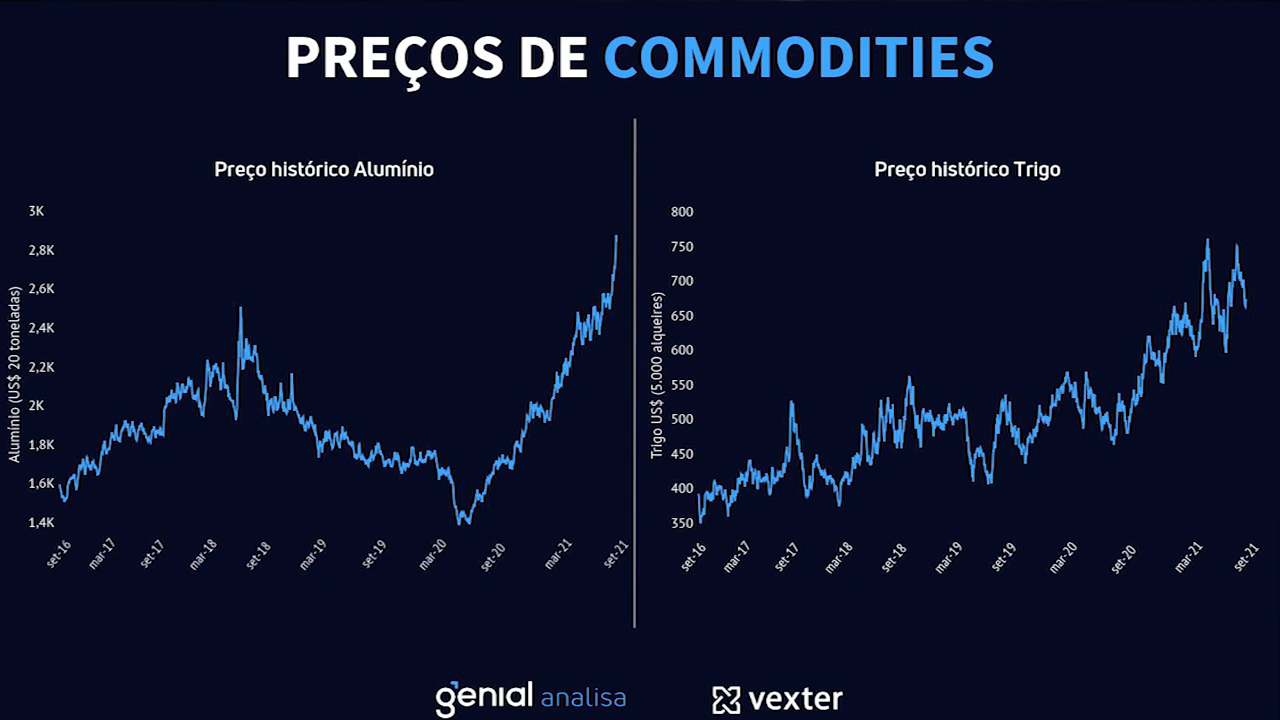 PREÇOS DE COMMODITIES
Preço histórico Alumínio
Alumínio (US$ 20 toneladas)
3K
2,8K
2,6K
2,4K
2,2K
2K
1,8K
1,6K
1,4K
set-16
mar-17
set-17
mar-18
set-18
mar-19
set-19
mar-20
set-20
mar-21
set-21
Preço histórico Trigo
Trigo US$ (5.000 alqueires)
800
750
700
650
600
550
500
450
400
350
set-16
mar-17
set-17
mar-18
set-18
mar-19
set-19
mar-20
set-20
mar-21
set-21
genial analisa
vexter